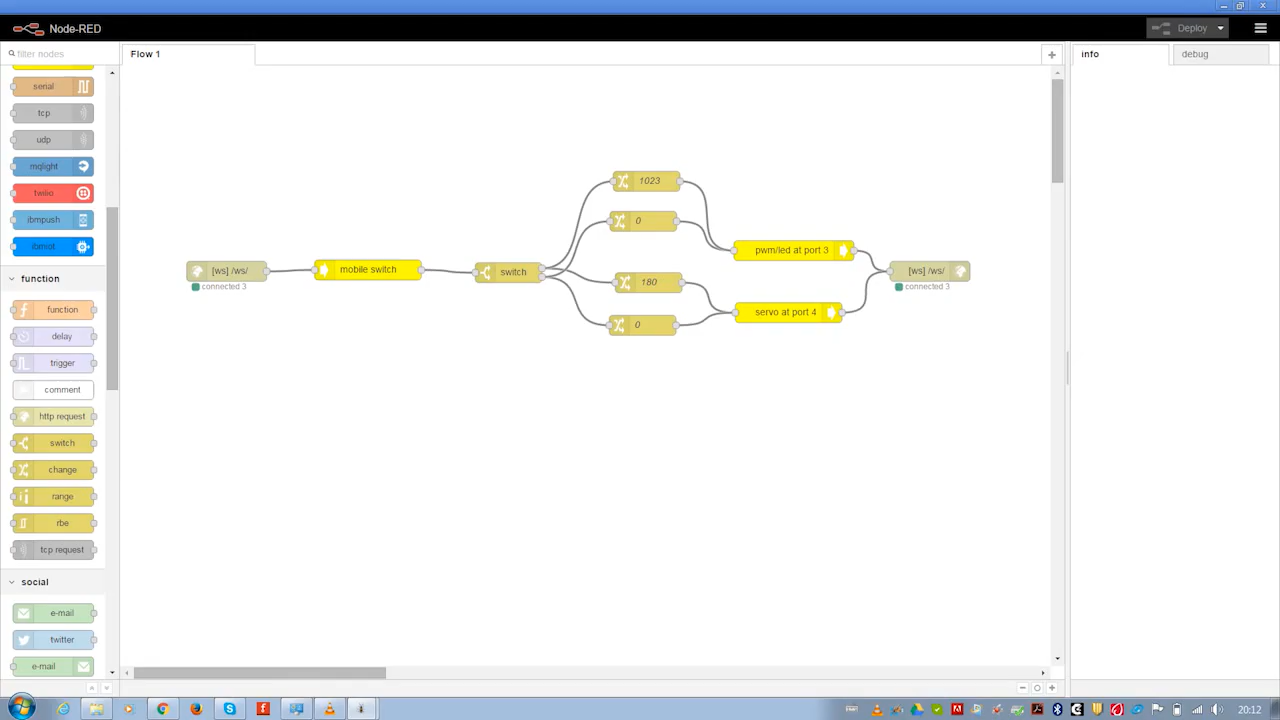 Node-RED
Deploy
filter nodes
Flow 1
info
debug
serial
tcp
udp
mqlight
twilio
ibmpush
ibmiot
function
function
delay
trigger
comment
http request
switch
change
range
rbe
tcp request
social
e-mail
twitter
e-mail
1023
0
pwm/led at port 3
[ws] /ws/
connected 3
mobile switch
switch
180
0
servo at port 4
[ws] /ws/
connected 3
20:12